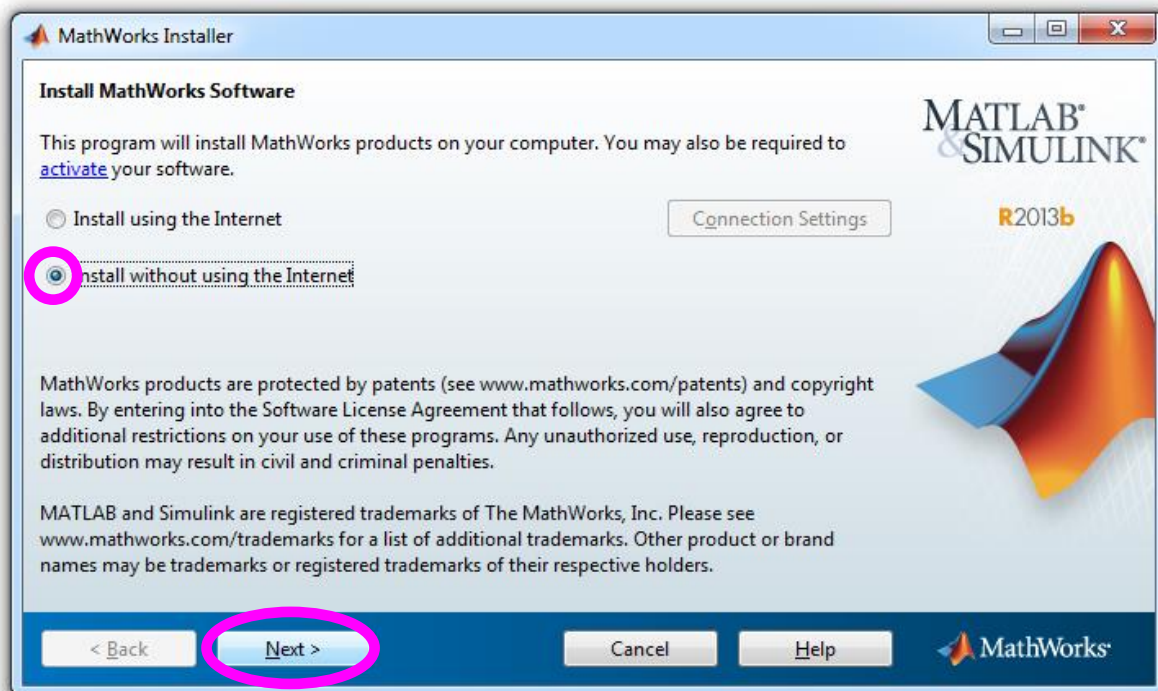 MathWorks Installer
Install MathWorks Software
This program will install MathWorks products on your computer. You may also be required to
activate your software.
Install using the Internet
Connection Settings
Install without using the Internet
MathWorks products are protected by patents (see www.mathworks.com/patents) and copyright
laws. By entering into the Software License Agreement that follows, you will also agree to
additional restrictions on your use of these programs. Any unauthorized use, reproduction, or
distribution may result in civil and criminal penalties.
MATLAB and Simulink are registered trademarks of The MathWorks, Inc. Please see
www.mathworks.com/trademarks for a list of additional trademarks. Other product or brand
names may be trademarks or registered trademarks of their respective holders.
MATLAB®
&SIMULINK®
R2013b
< Back
Next >
Cancel
Help
MathWorks®